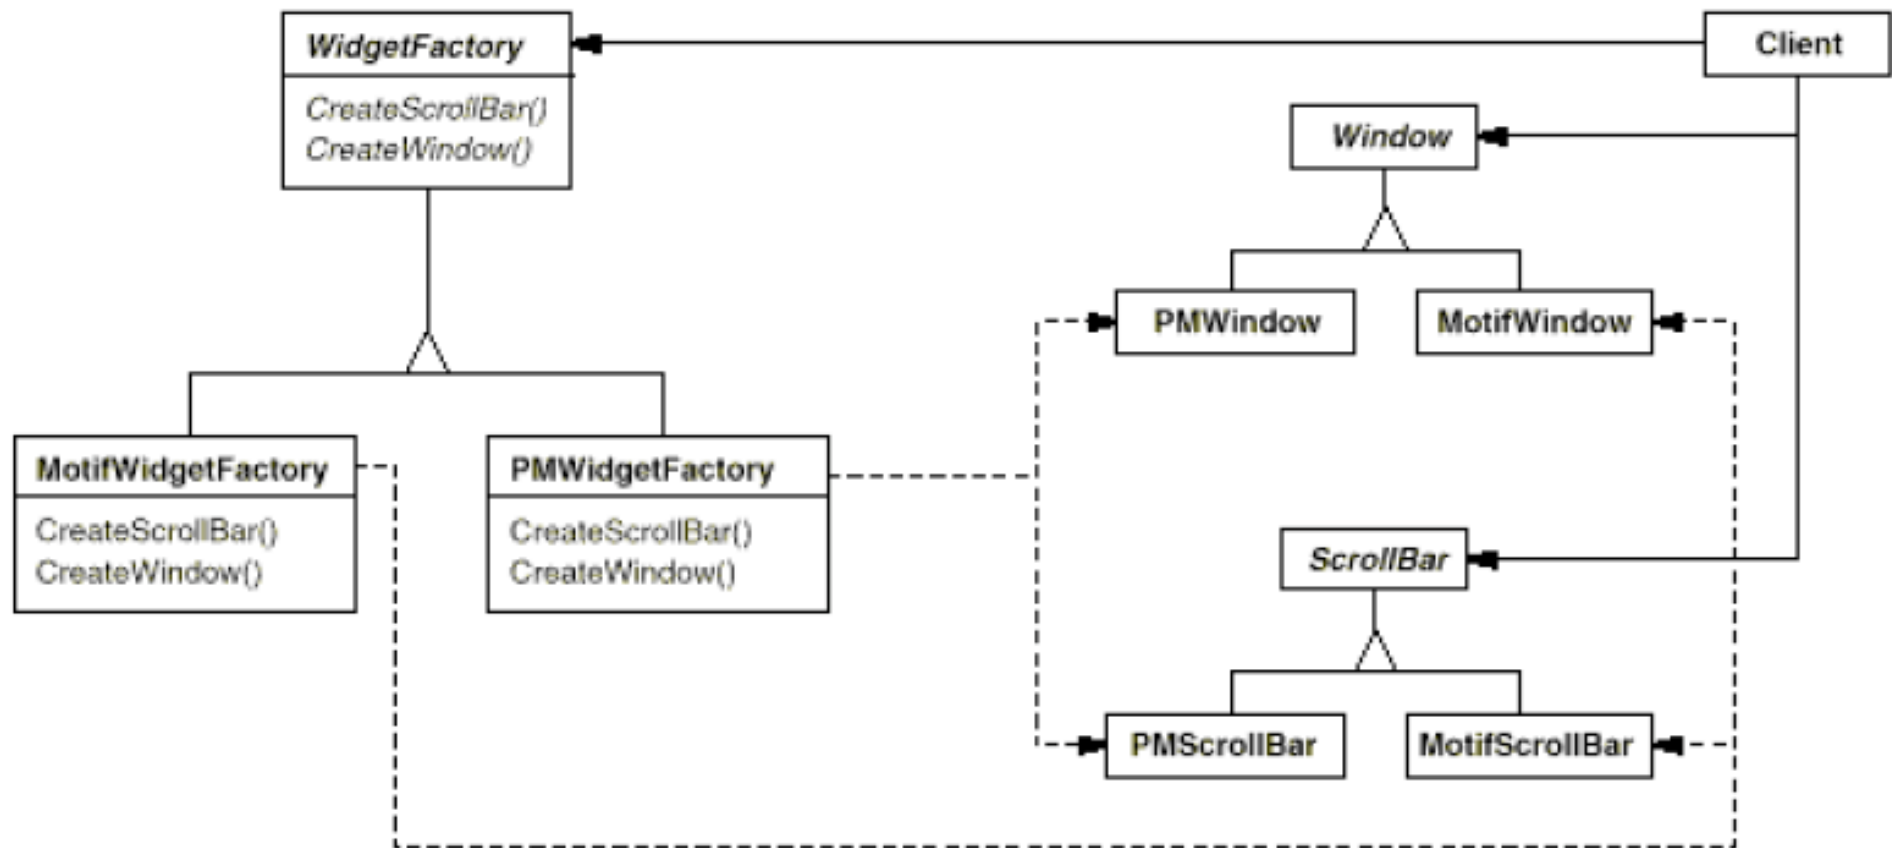 WidgetFactory
CreateScrollBar()
CreateWindow()
Client
Window
PMWindow
MotifWindow
MotifWidgetFactory
CreateScrollBar()
CreateWindow()
PMWidgetFactory
CreateScrollBar()
CreateWindow()
ScrollBar
PMScrollBar
MotifScrollBar